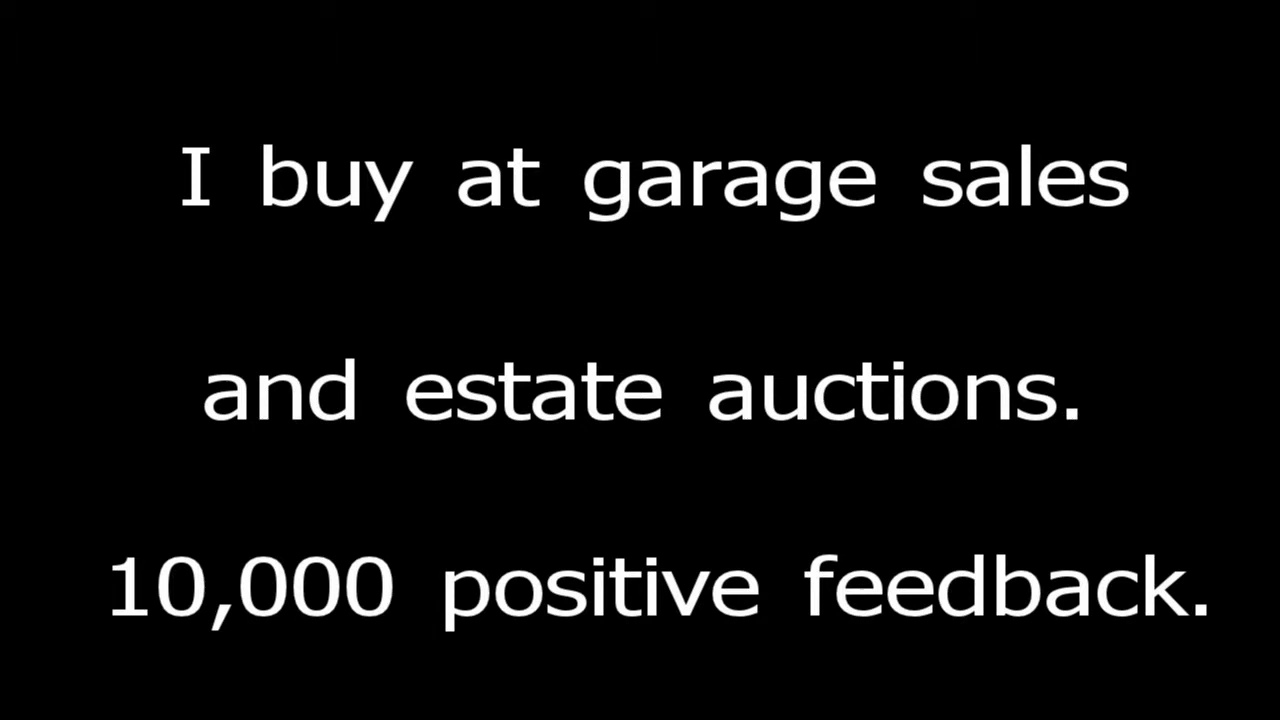 I buy at garage sales
and estate auctions.
10,000 positive feedback.